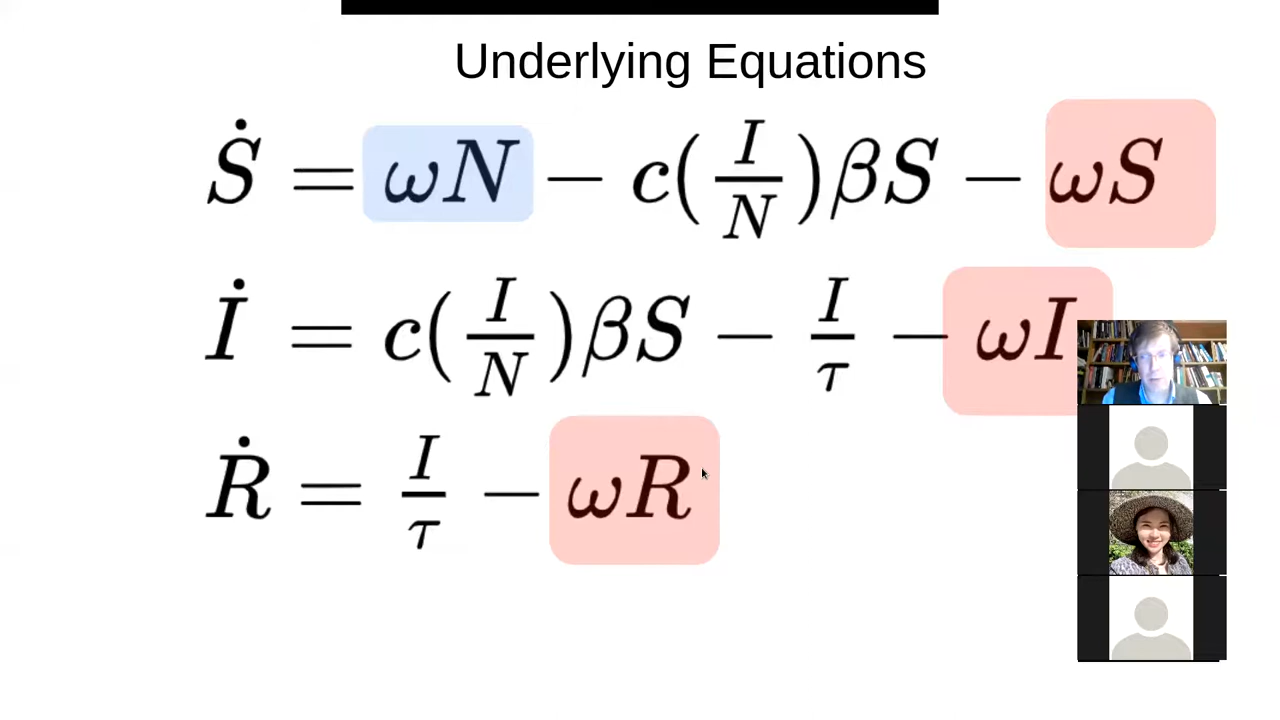 Underlying Equations
Ṡ = ωN − c(I/N)βS − ωS
İ = c(I/N)βS − I/τ − ωI
Ṙ = I/τ − ωR